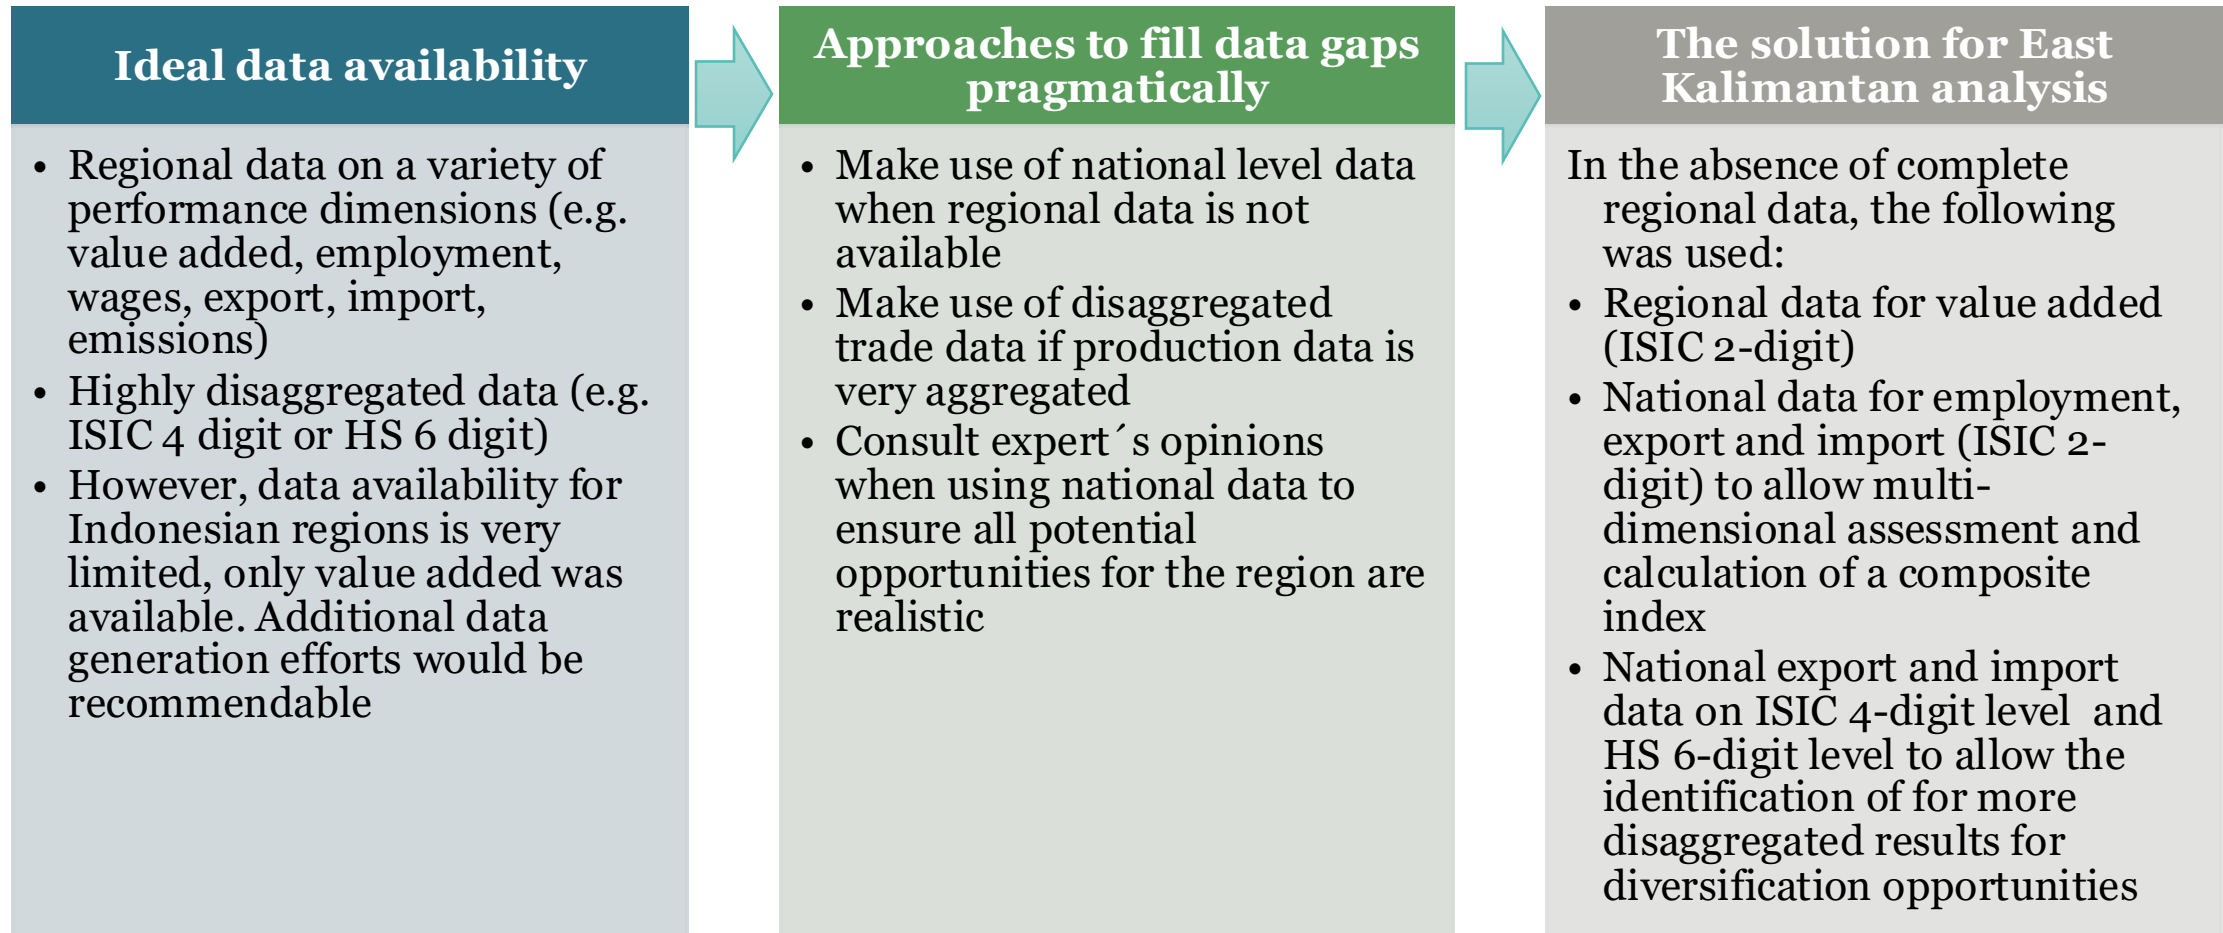 Ideal data availability
• Regional data on a variety of
performance dimensions (e.g.
value added, employment,
wages, export, import,
emissions)
• Highly disaggregated data (e.g.
ISIC 4 digit or HS 6 digit)
• However, data availability for
Indonesian regions is very
limited, only value added was
available. Additional data
generation efforts would be
recommendable
Approaches to fill data gaps
pragmatically
• Make use of national level data
when regional data is not
available
• Make use of disaggregated
trade data if production data is
very aggregated
• Consult expert´s opinions
when using national data to
ensure all potential
opportunities for the region are
realistic
The solution for East
Kalimantan analysis
In the absence of complete
regional data, the following
was used:
• Regional data for value added
(ISIC 2-digit)
• National data for employment,
export and import (ISIC 2-
digit) to allow multi-
dimensional assessment and
calculation of a composite
index
• National export and import
data on ISIC 4-digit level  and
HS 6-digit level to allow the
identification of for more
disaggregated results for
diversification opportunities